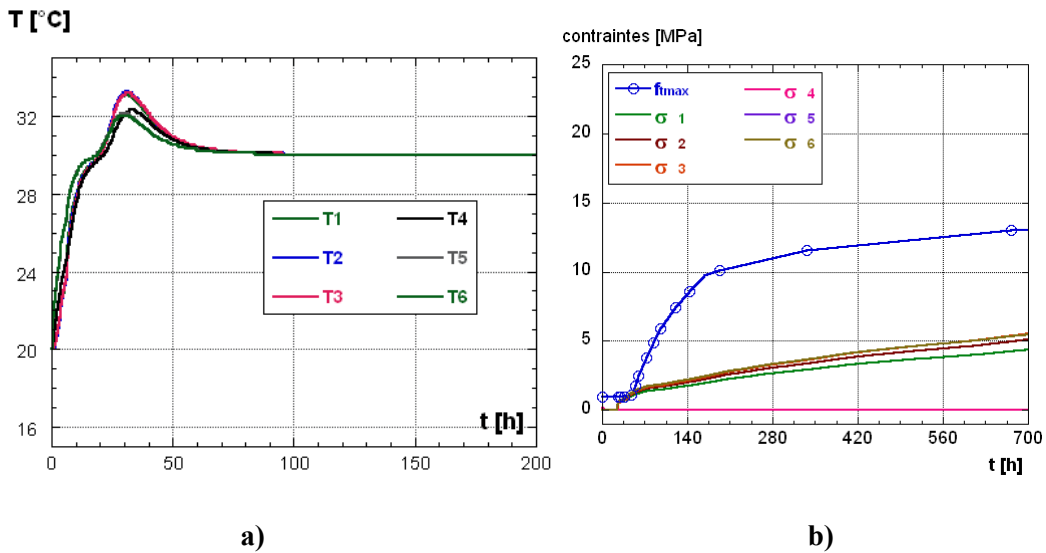 T [°C]
32
28
24
20
16
T1 T4
T2 T5
T3 T6
t [h]
0 50 100 150 200
a)
contraintes [MPa]
25
20
15
10
5
0
ftmax σ 4
σ 1 σ 5
σ 2 σ 6
σ 3
0 140 280 420 560 700
t [h]
b)